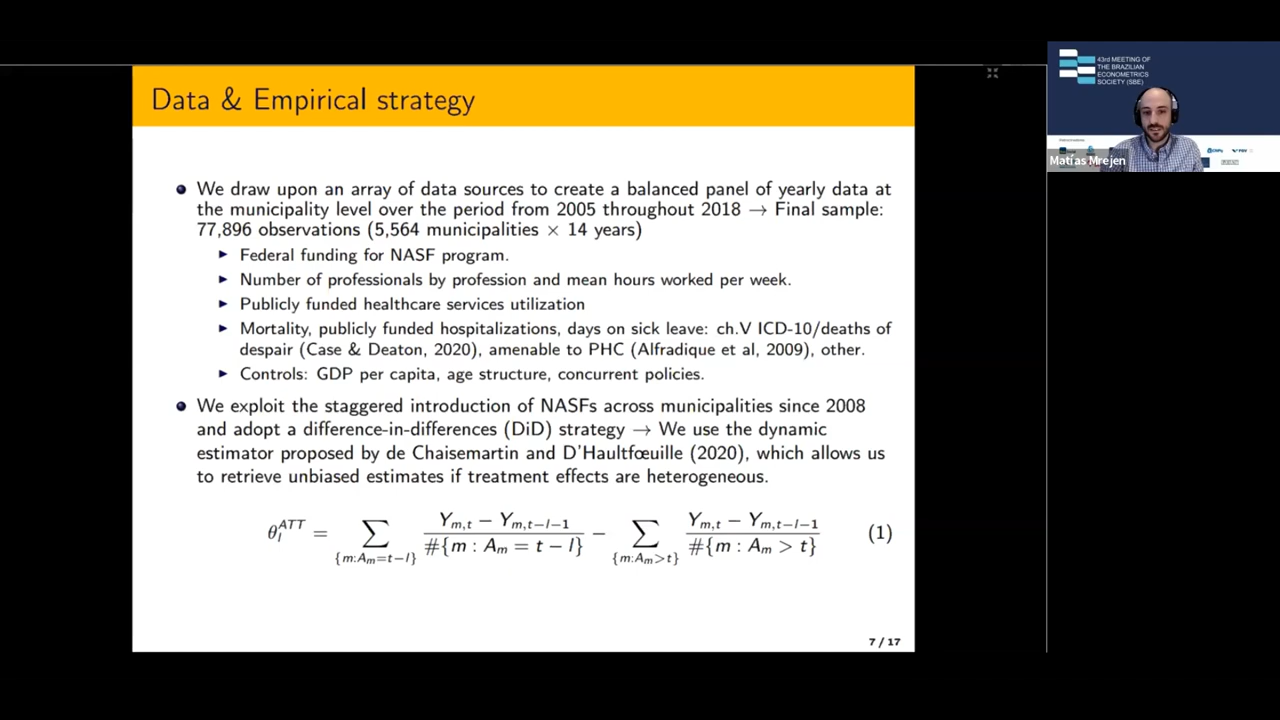 Data & Empirical strategy
We draw upon an array of data sources to create a balanced panel of yearly data at
the municipality level over the period from 2005 throughout 2018 → Final sample:
77,896 observations (5,564 municipalities × 14 years)
Federal funding for NASF program.
Number of professionals by profession and mean hours worked per week.
Publicly funded healthcare services utilization
Mortality, publicly funded hospitalizations, days on sick leave: ch.V ICD-10/deaths of
despair (Case & Deaton, 2020), amenable to PHC (Alfradique et al, 2009), other.
Controls: GDP per capita, age structure, concurrent policies.
We exploit the staggered introduction of NASFs across municipalities since 2008
and adopt a difference-in-differences (DiD) strategy → We use the dynamic
estimator proposed by de Chaisemartin and D'Haultfœuille (2020), which allows us
to retrieve unbiased estimates if treatment effects are heterogeneous.
θ_l^{ATT} = ∑_{{m:A_m=t−l}} (Y_{m,t} − Y_{m,t−l−1}) / #{m : A_m = t − l} − ∑_{{m:A_m>t}} (Y_{m,t} − Y_{m,t−l−1}) / #{m : A_m > t} (1)
7 / 17
43rd MEETING OF
THE BRAZILIAN
ECONOMETRICS
SOCIETY (SBE)
Matías Mrejen